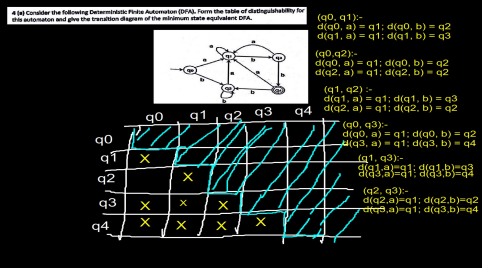 4 (a) Consider the following Deterministic Finite Automaton (DFA). Form the table of distinguishability for
this automaton and give the transition diagram of the minimum state equivalent DFA.
(q0, q1):-
d(q0, a) = q1; d(q0, b) = q2
d(q1, a) = q1; d(q1, b) = q3
(q0,q2):-
d(q0, a) = q1; d(q0, b) = q2
d(q2, a) = q1; d(q2, b) = q2
(q1, q2) :-
d(q1, a) = q1; d(q1, b) = q3
d(q2, a) = q1; d(q2, b) = q2
(q0, q3):-
d(q0, a) = q1; d(q0, b) = q2
d(q3, a) = q1; d(q3, b) = q4
(q1, q3):-
d(q1,a)=q1; d(q1,b)=q3
d(q3,a)=q1; d(q3,b)=q4
(q2, q3):-
d(q2,a)=q1; d(q2,b)=q2
d(q3,a)=q1; d(q3,b)=q4
a
a
a
b
a
a
b
b
b
q0 q1 q2 q3 q4
q0
q1 X
q2 X
q3 X X X
q4 X X X X